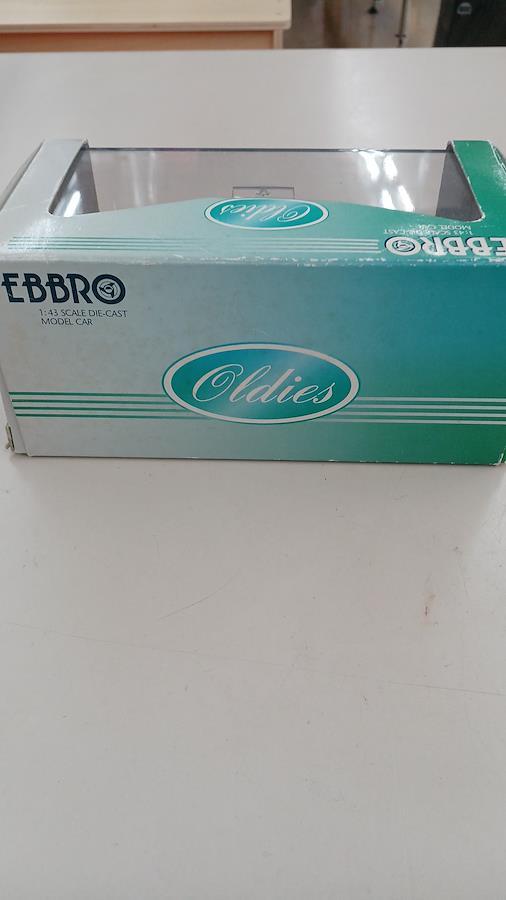 Oldies
EBBRO
1:43 SCALE DIE-CAST
MODEL CAR
EBBRO
1:43 SCALE DIE-CAST
MODEL CAR
Oldies